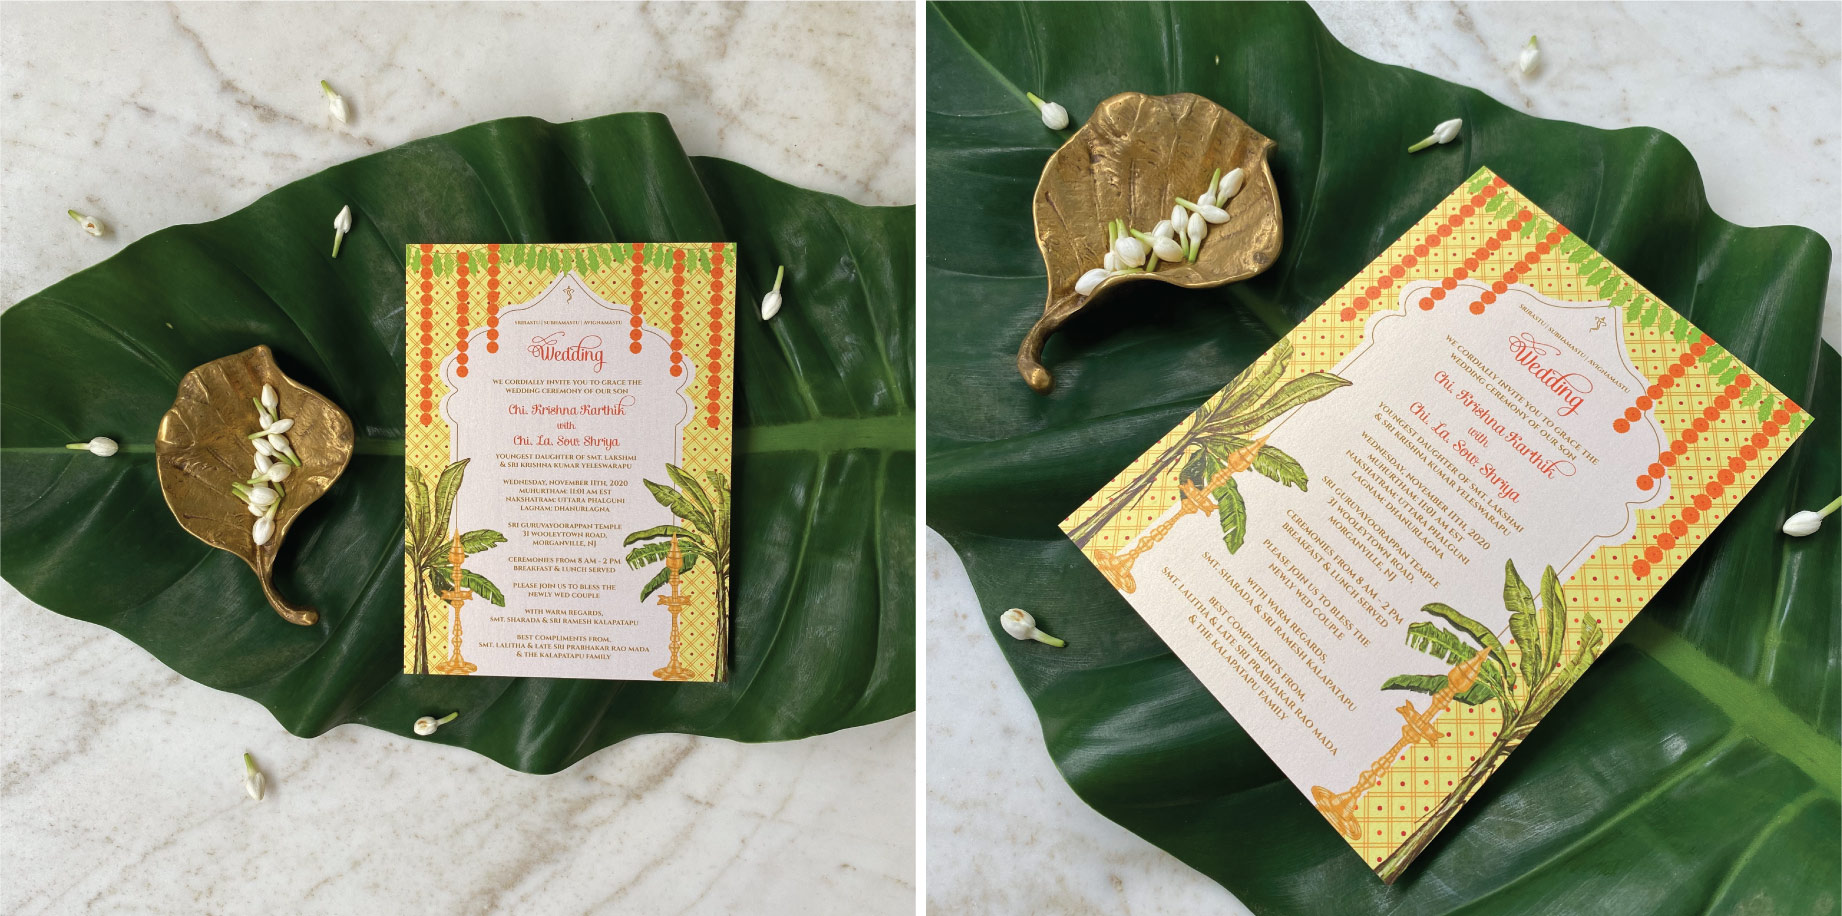 SRIRASTU | SUBHAMASTU | AVIGHAMASTU
Wedding
WE CORDIALLY INVITE YOU TO GRACE THE
WEDDING CEREMONY OF OUR SON
Chi. Krishna Karthik
with
Chi. La. Sow. Shriya
YOUNGEST DAUGHTER OF SMT. LAKSHMI
& SRI KRISHNA KUMAR YELESWARAPU
WEDNESDAY, NOVEMBER 11TH, 2020
MUHURTHAM: 11:01 AM EST
NAKSHATRAM: UTTARA PHALGUNI
LAGNAM: DHANURLAGNA
SRI GURUVAYOORAPPAN TEMPLE
31 WOOLEYTOWN ROAD,
MORGANVILLE, NJ
CEREMONIES FROM 8 AM - 2 PM
BREAKFAST & LUNCH SERVED
PLEASE JOIN US TO BLESS THE
NEWLY WED COUPLE
WITH WARM REGARDS,
SMT. SHARADA & SRI RAMESH KALAPATAPU
BEST COMPLIMENTS FROM,
SMT. LALITHA & LATE SRI PRABHAKAR RAO MADA
& THE KALAPATAPU FAMILY
SRIRASTU | SUBHAMASTU | AVIGHAMASTU
Wedding
WE CORDIALLY INVITE YOU TO GRACE THE
WEDDING CEREMONY OF OUR SON
Chi. Krishna Karthik
with
Chi. La. Sow. Shriya
YOUNGEST DAUGHTER OF SMT. LAKSHMI
& SRI KRISHNA KUMAR YELESWARAPU
WEDNESDAY, NOVEMBER 11TH, 2020
MUHURTHAM: 11:01 AM EST
NAKSHATRAM: UTTARA PHALGUNI
LAGNAM: DHANURLAGNA
SRI GURUVAYOORAPPAN TEMPLE
31 WOOLEYTOWN ROAD,
MORGANVILLE, NJ
CEREMONIES FROM 8 AM - 2 PM
BREAKFAST & LUNCH SERVED
PLEASE JOIN US TO BLESS THE
NEWLY WED COUPLE
WITH WARM REGARDS,
SMT. SHARADA & SRI RAMESH KALAPATAPU
BEST COMPLIMENTS FROM,
SMT. LALITHA & LATE SRI PRABHAKAR RAO MADA
& THE KALAPATAPU FAMILY